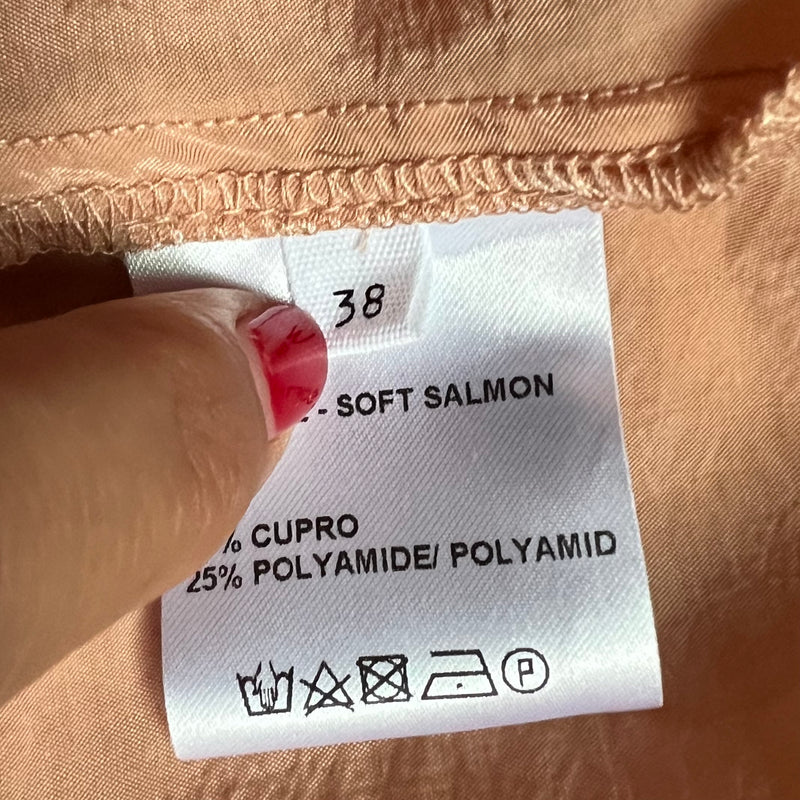 38
- SOFT SALMON
% CUPRO
25% POLYAMIDE/ POLYAMID
P